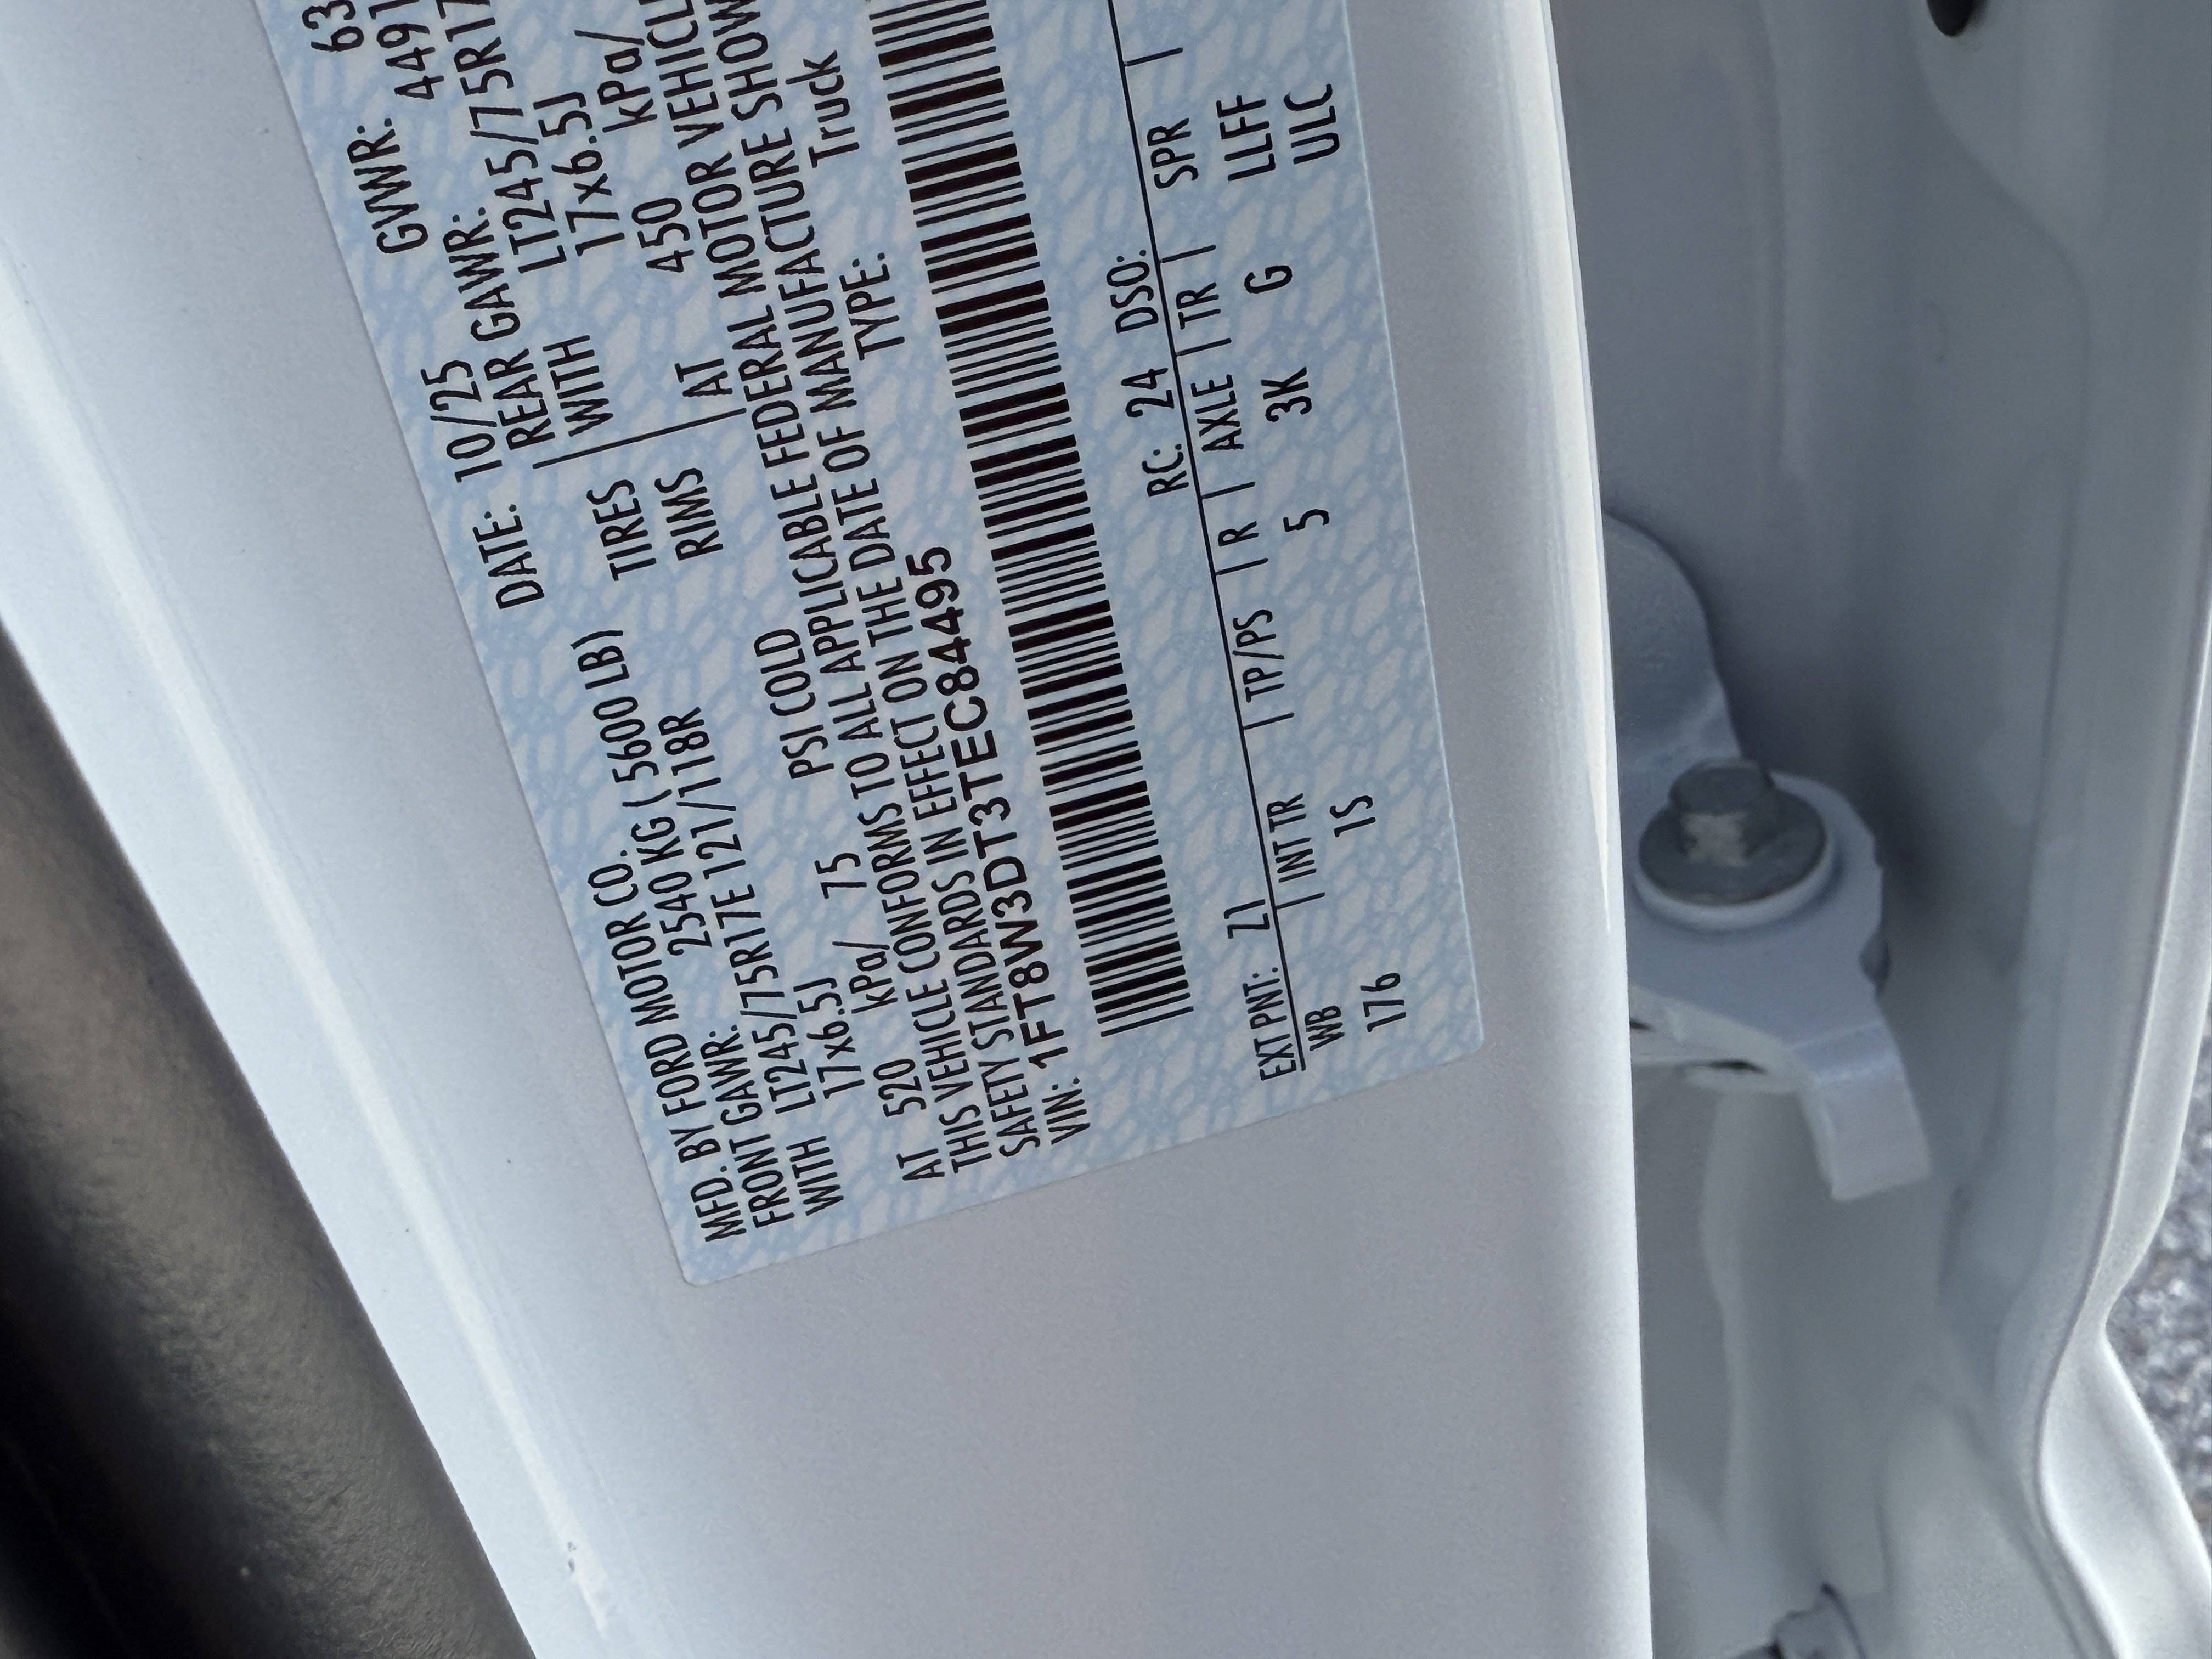 MFD. BY FORD MOTOR CO. DATE: 10/25 GVWR:
FRONT GAWR: 2540 KG ( 5600 LB) REAR GAWR:
LT245/75R17E 121/118R TIRES LT245/75R17
WITH 17x6.5J RIMS WITH 17x6.5J
AT 520 kPa/ 75 PSI COLD AT 450 kPa/
THIS VEHICLE CONFORMS TO ALL APPLICABLE FEDERAL MOTOR VEHICL
SAFETY STANDARDS IN EFFECT ON THE DATE OF MANUFACTURE SHOW
VIN: 1FT8W3DT3TEC84495 TYPE: Truck
EXT PNT: Z1 RC: 24 DSO:
WB | INT TR | TP/PS | R | AXLE | TR | SPR |
176 1S 5 3K G LLFF
ULC